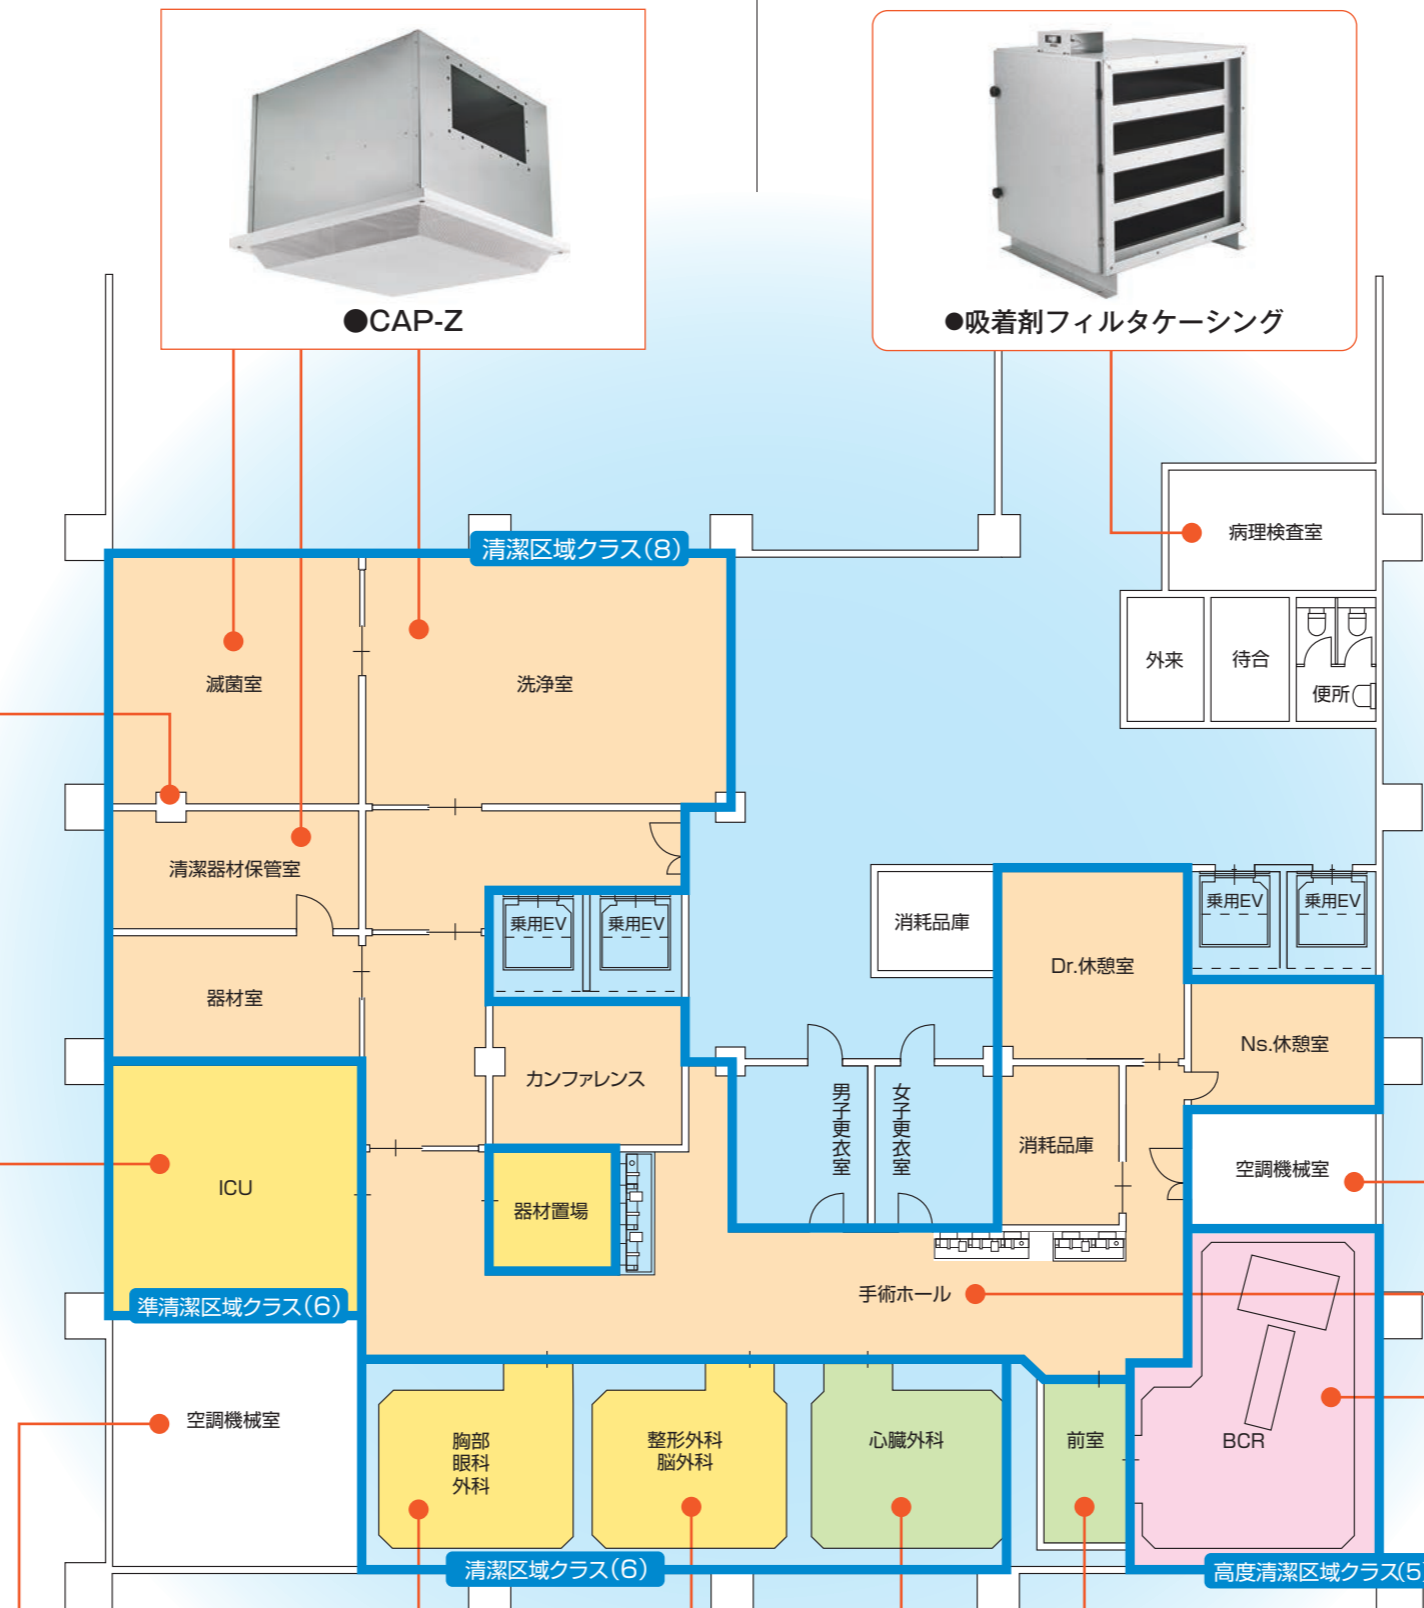 ●CAP-Z
●吸着剤フィルタケーシング
清潔区域クラス(8)
病理検査室
外来
待合
便所
滅菌室
洗浄室
清潔器材保管室
乗用EV
乗用EV
消耗品庫
乗用EV
乗用EV
Dr.休憩室
器材室
Ns.休憩室
カンファレンス
男子更衣室
女子更衣室
消耗品庫
空調機械室
ICU
器材置場
手術ホール
準清潔区域クラス(6)
空調機械室
胸部
眼科
外科
整形外科
脳外科
心臓外科
前室
BCR
清潔区域クラス(6)
高度清潔区域クラス(5